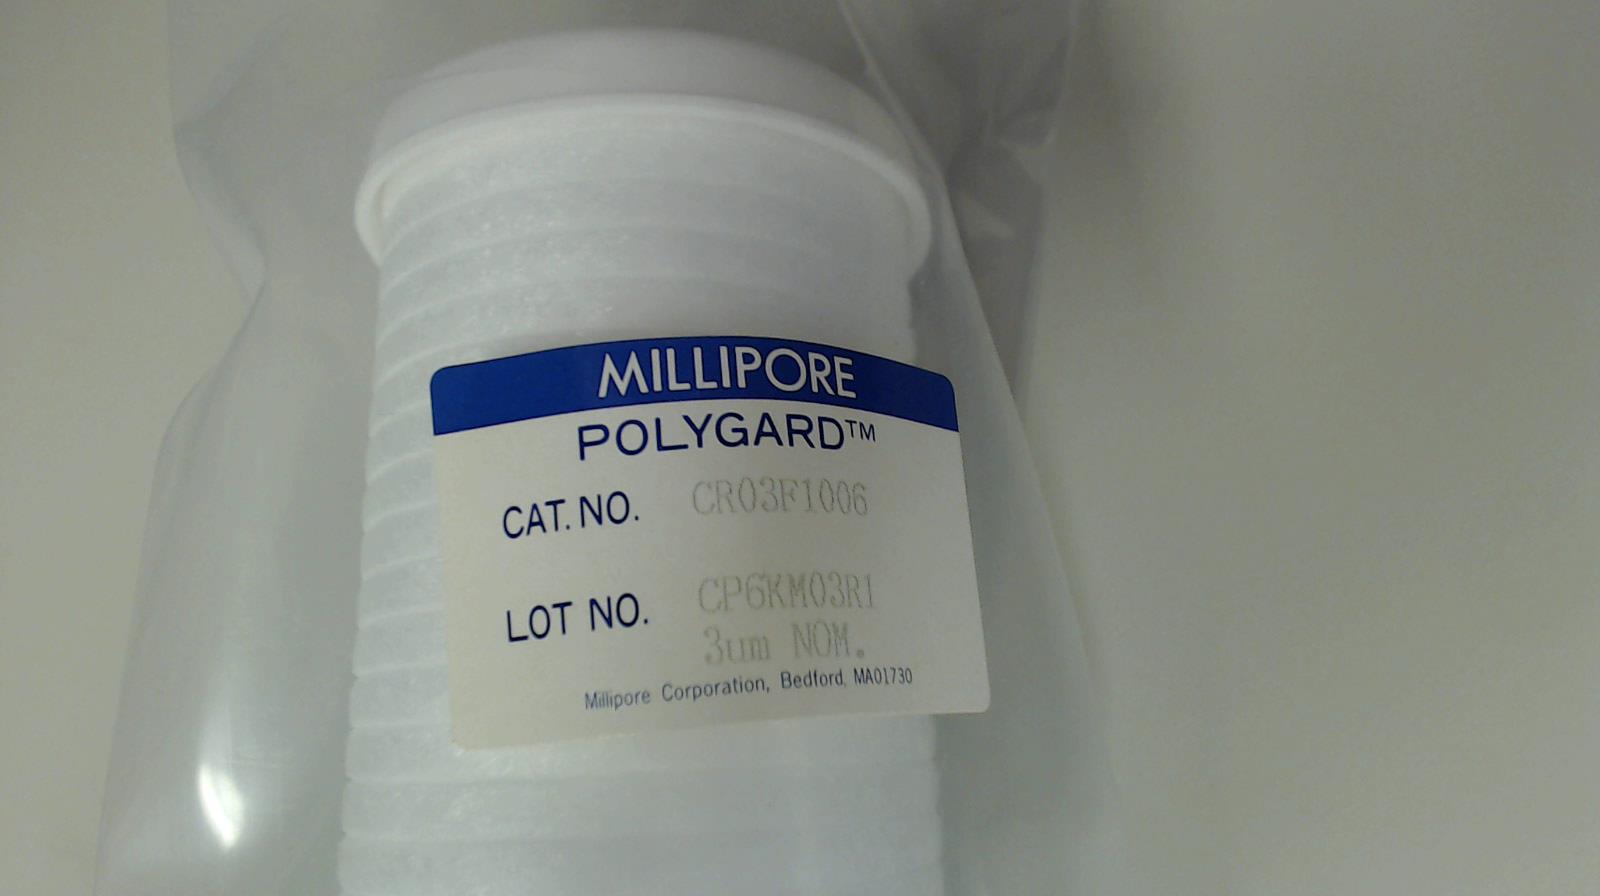 MILLIPORE
POLYGARD™
CAT. NO. CR03F1006
LOT NO. CP6KM03R1
3um NOM.
Millipore Corporation, Bedford, MA01730